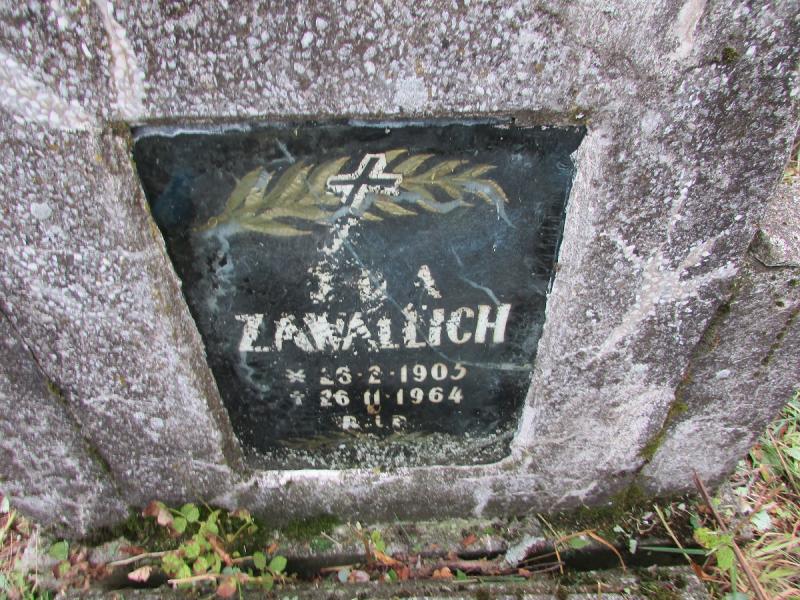 ZAWALLICH
* 23·2·1905
† 26 11·1964
R.I.P